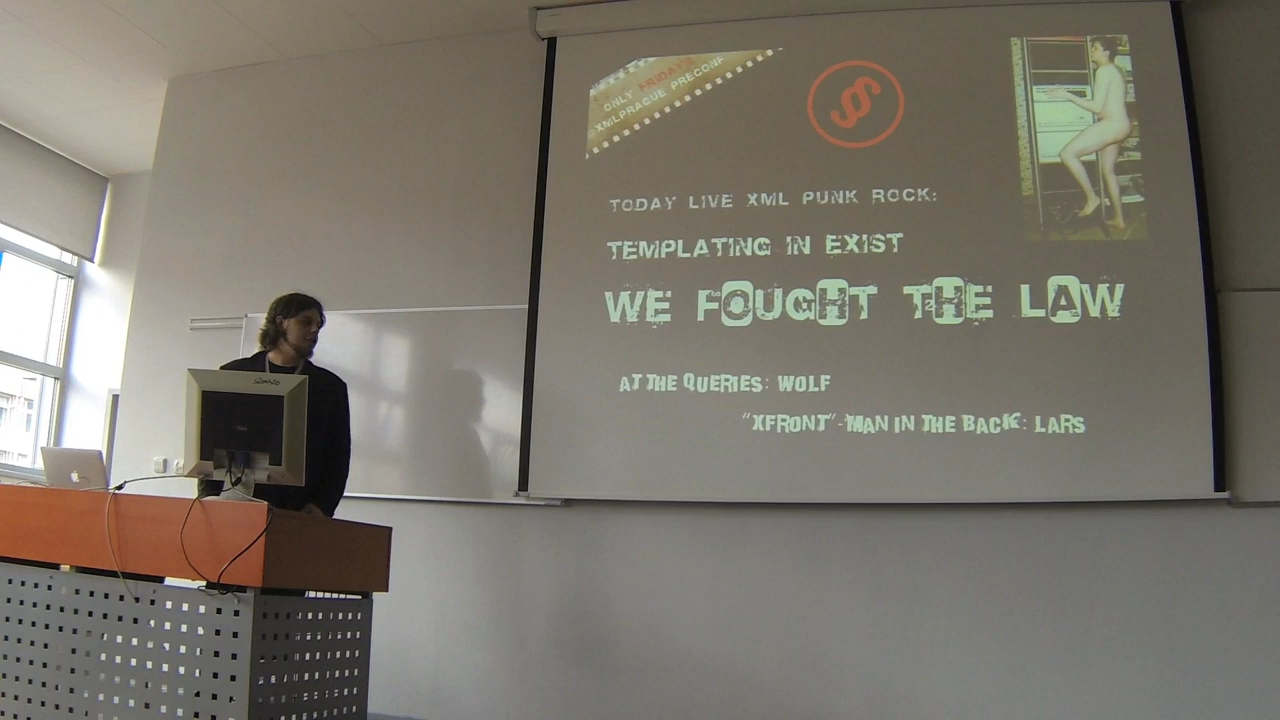 ONLY FRIDAY:
XMLPRAGUE PRECONF
TODAY LIVE XML PUNK ROCK:
TEMPLATING IN EXIST
WE FOUGHT THE LAW
AT THE QUERIES: WOLF
"XFRONT"-MAN IN THE BACK: LARS